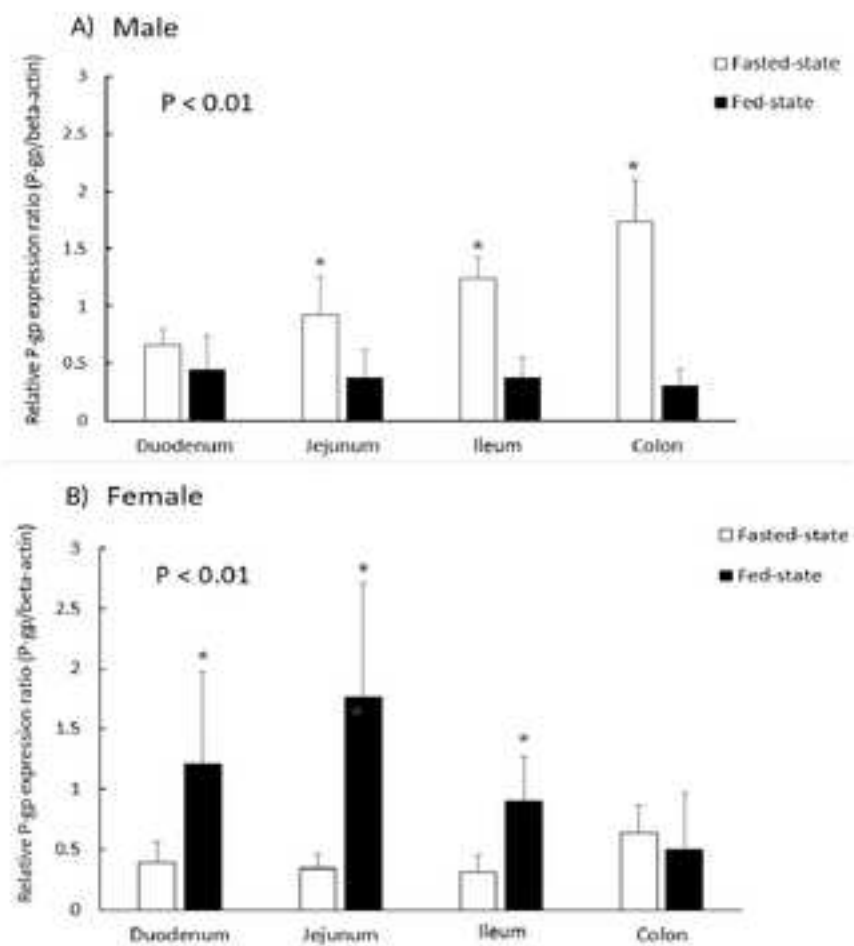 A) Male
Relative P-gp expression ratio (P-gp/beta-actin)
3
2.5
2
1.5
1
0.5
0
P < 0.01
Fasted-state
Fed-state
*
*
*
Duodenum
Jejunum
Ileum
Colon
B) Female
Relative P-gp expression ratio (P-gp/beta-actin)
3
2.5
2
1.5
1
0.5
0
P < 0.01
Fasted-state
Fed-state
*
*
*
Duodenum
Jejunum
Ileum
Colon